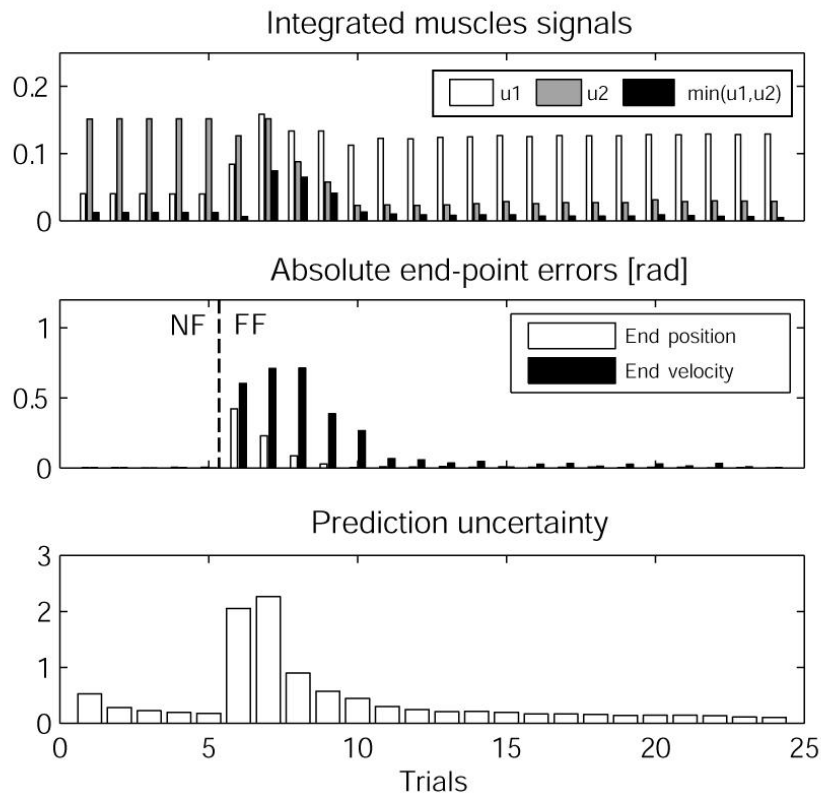 Integrated muscles signals
0.2
u1 u2 min(u1,u2)
0.1
0
Absolute end-point errors [rad]
1
NF FF
End position
End velocity
0.5
0
Prediction uncertainty
3
2
1
0
0 5 10 15 20 25
Trials